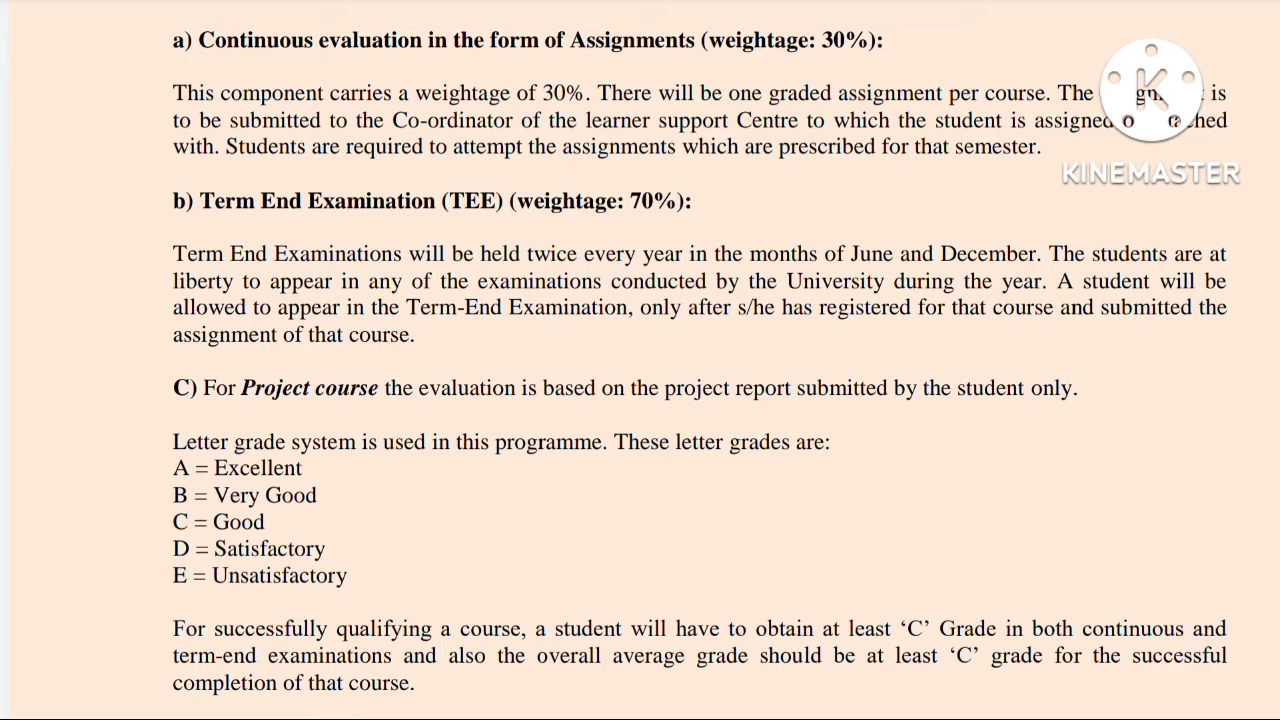 a) Continuous evaluation in the form of Assignments (weightage: 30%):
This component carries a weightage of 30%. There will be one graded assignment per course. The is
to be submitted to the Co-ordinator of the learner support Centre to which the student is assigned
with. Students are required to attempt the assignments which are prescribed for that semester.
K
KINEMASTER
b) Term End Examination (TEE) (weightage: 70%):
Term End Examinations will be held twice every year in the months of June and December. The students are at
liberty to appear in any of the examinations conducted by the University during the year. A student will be
allowed to appear in the Term-End Examination, only after s/he has registered for that course and submitted the
assignment of that course.
C) For Project course the evaluation is based on the project report submitted by the student only.
Letter grade system is used in this programme. These letter grades are:
A = Excellent
B = Very Good
C = Good
D = Satisfactory
E = Unsatisfactory
For successfully qualifying a course, a student will have to obtain at least ‘C’ Grade in both continuous and
term-end examinations and also the overall average grade should be at least ‘C’ grade for the successful
completion of that course.